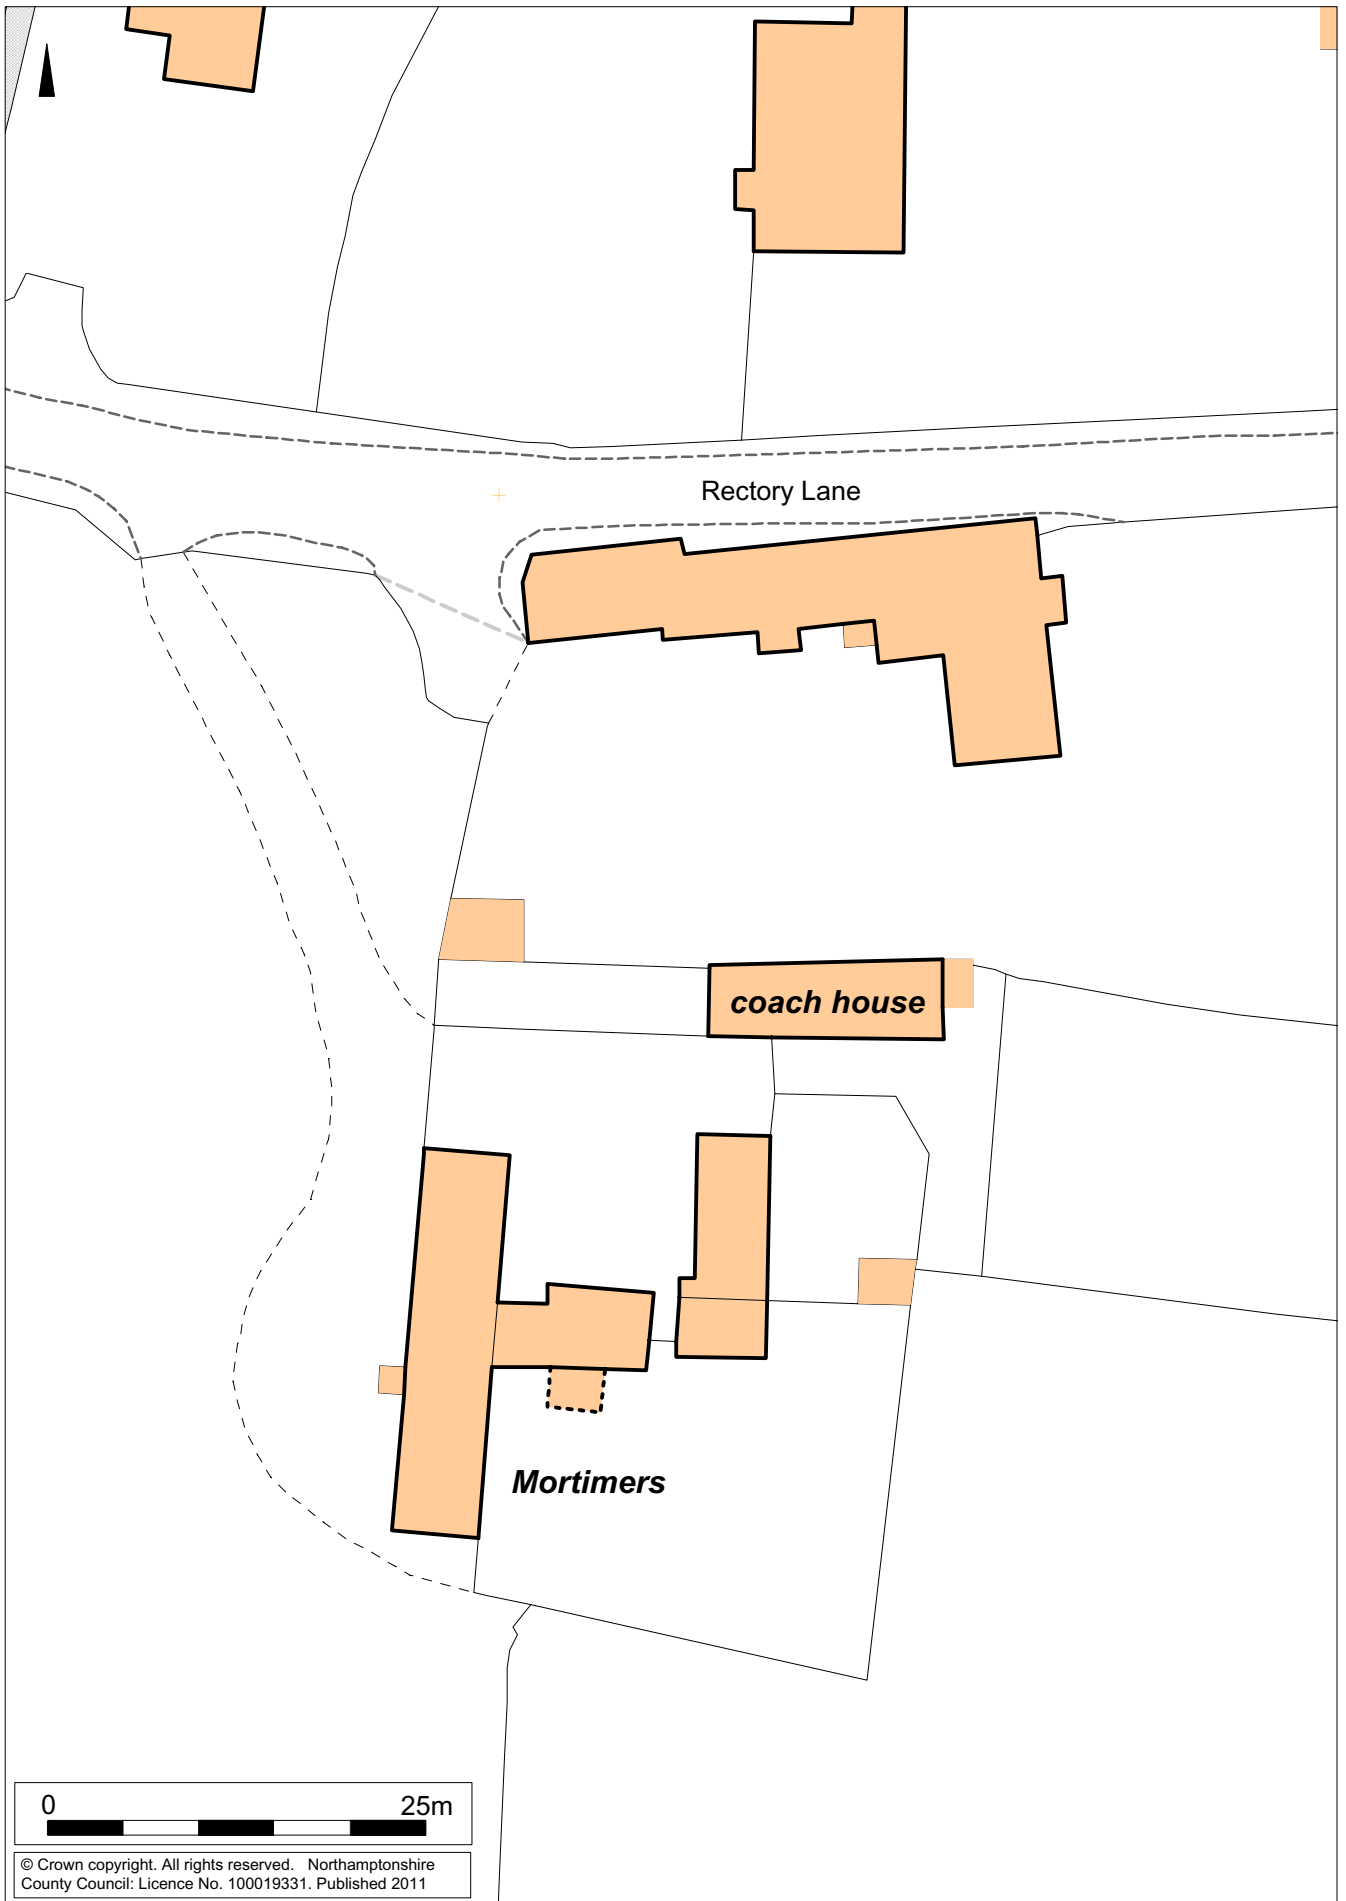 Rectory Lane
coach house
Mortimers
0 25m
© Crown copyright. All rights reserved. Northamptonshire
County Council: Licence No. 100019331. Published 2011